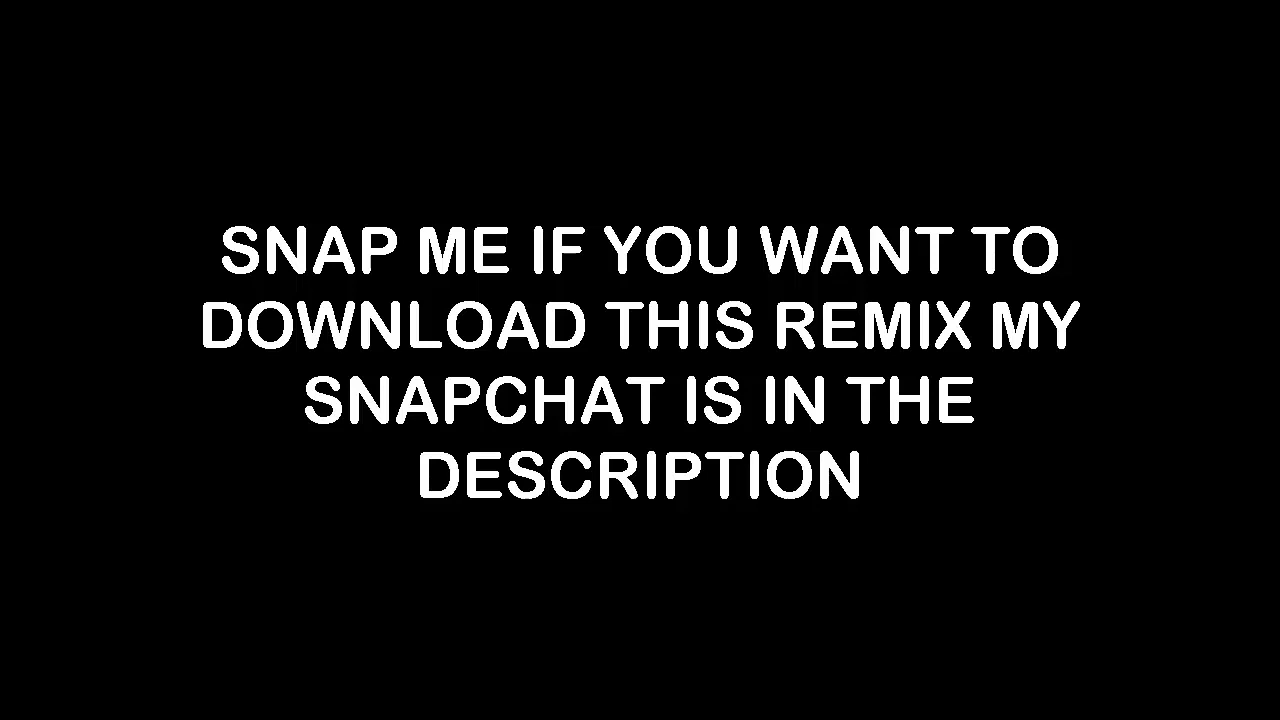 SNAP ME IF YOU WANT TO
DOWNLOAD THIS REMIX MY
SNAPCHAT IS IN THE
DESCRIPTION